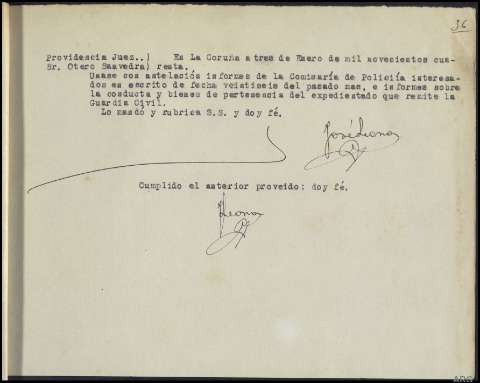 36
Providencia Juez..) En La Coruña a tres de Enero de mil novecientos cua-
Sr. Otero Saavedra) renta.
Unase con antelación informes de la Comisaría de Policiía interesa-
dos en escrito de fecha veintiseis del pasado mes, e informes sobre
la conducta y bienes de pertenencia del expedientado que remite la
Guardia Civil.
Lo mandó y rubrica S.S. y doy fé.
Cumplido el anterior proveido: doy fé.